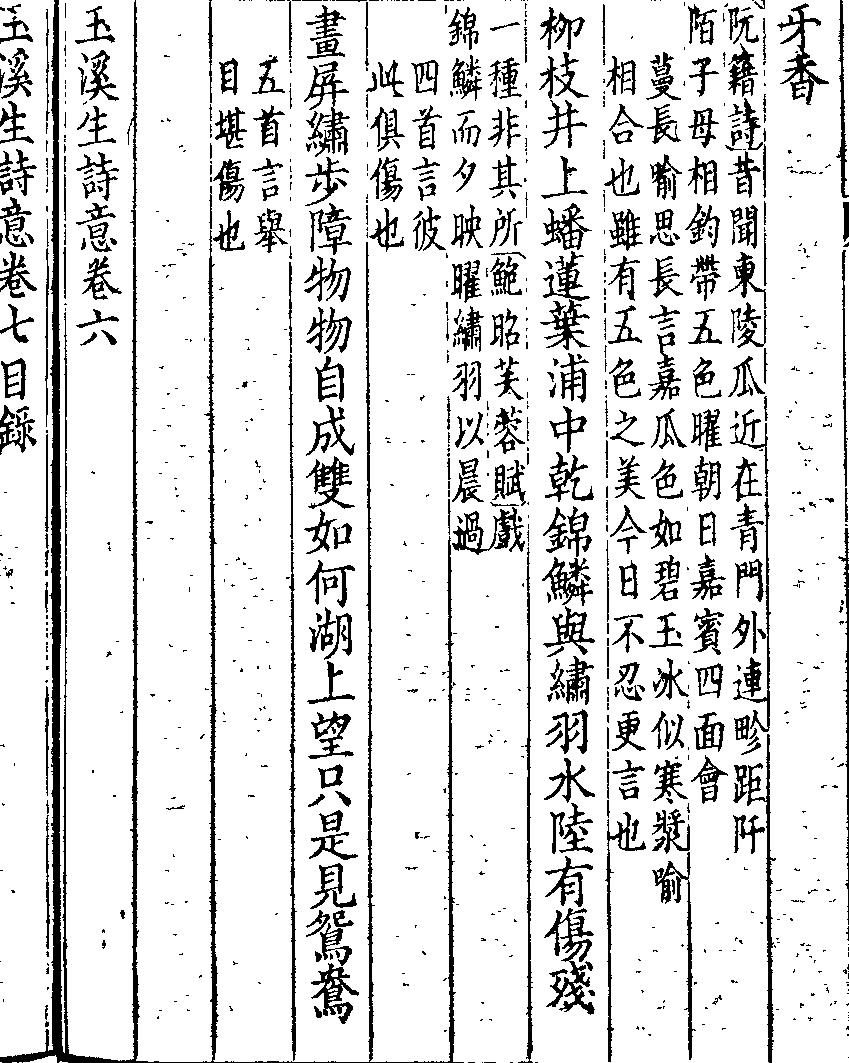 牙香
阮籍詩昔聞東陵瓜近在青門外連畛距阡
陌子母相鈎帶五色曜朝日嘉賓四面會
蔓長喻思長言嘉瓜色如碧玉冰似寒漿喻
相合也雖有五色之美今日不忍更言也
柳枝井上蟠蓮葉浦中乾錦鱗與繡羽水陸有傷殘
一種非其所鮑昭芙蓉賦戲
錦鱗而夕映曜繡羽以晨過
四首言彼
此俱傷也
畫屏繡步障物物自成雙如何湖上望只是見鴛鴦
五首言舉
目堪傷也
玉溪生詩意卷六
玉溪生詩意卷七目錄